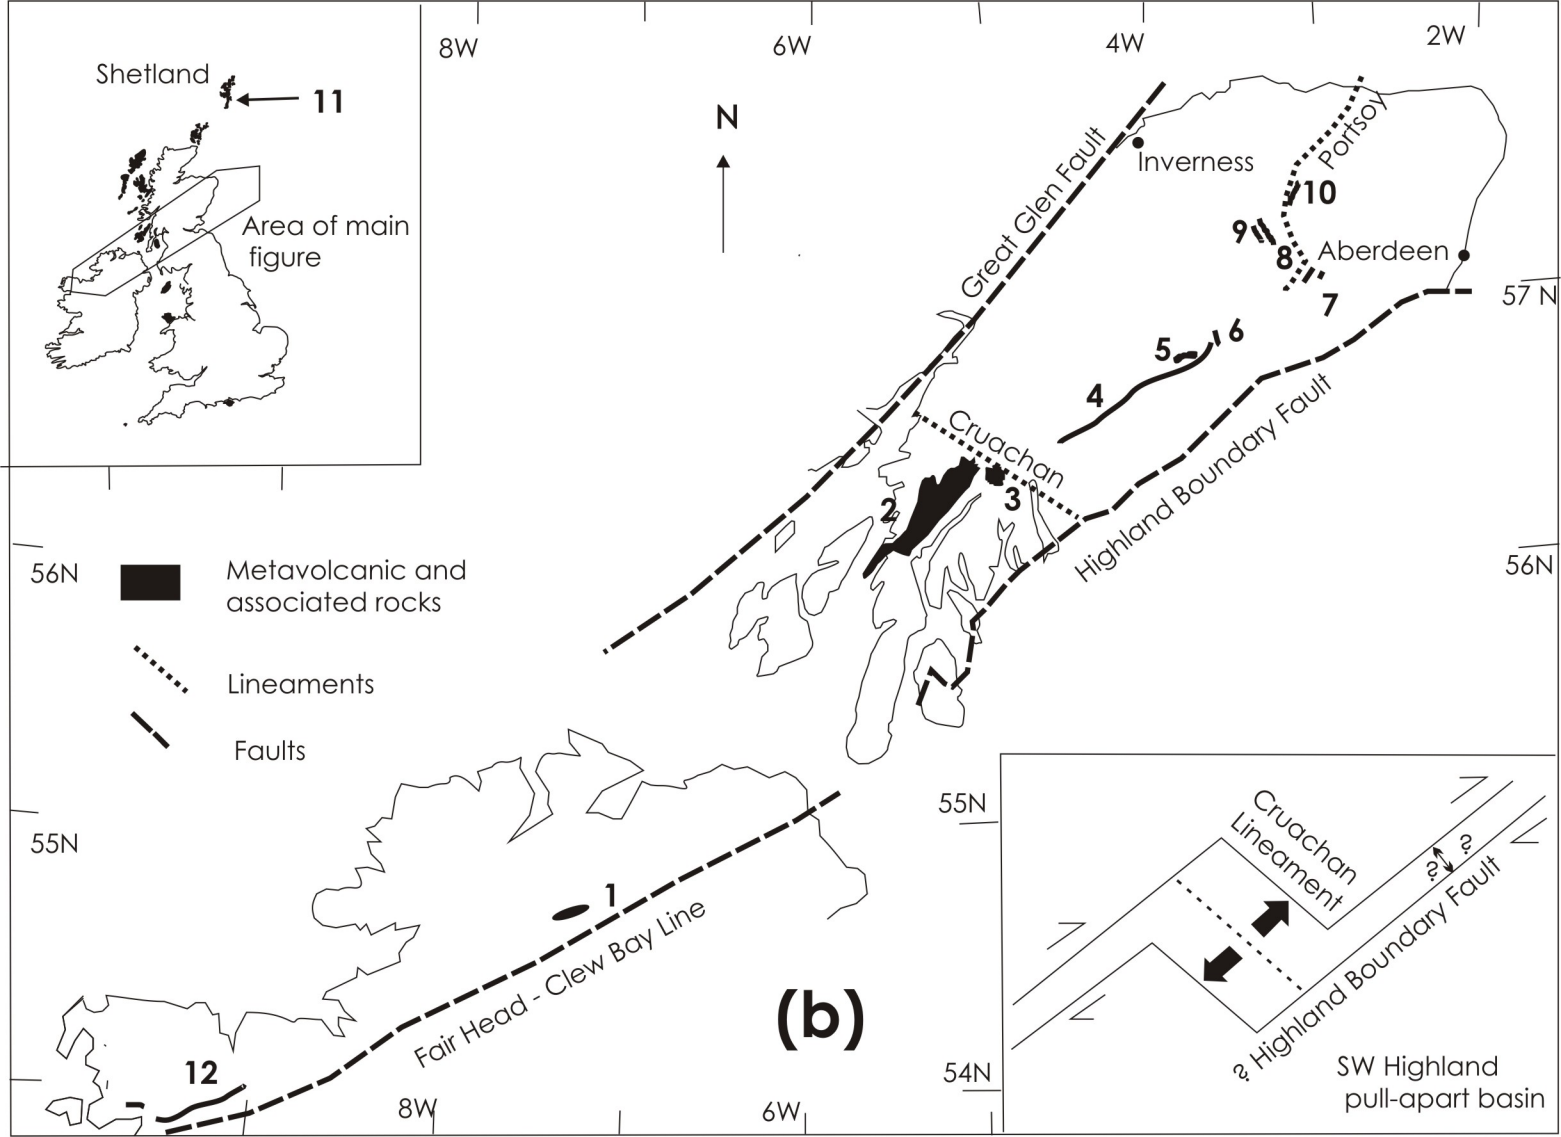 8W
6W
4W
2W
Shetland
11
N
Portsoy
Inverness
Great Glen Fault
10
Area of main
figure
9
8
Aberdeen
7
57 N
6
5
4
Cruachan
Highland Boundary Fault
2
3
56N
Metavolcanic and
associated rocks
56N
Lineaments
Faults
55N
55N
Cruachan
Lineament
?
?
1
Fair Head - Clew Bay Line
? Highland Boundary Fault
(b)
12
54N
SW Highland
pull-apart basin
8W
6W